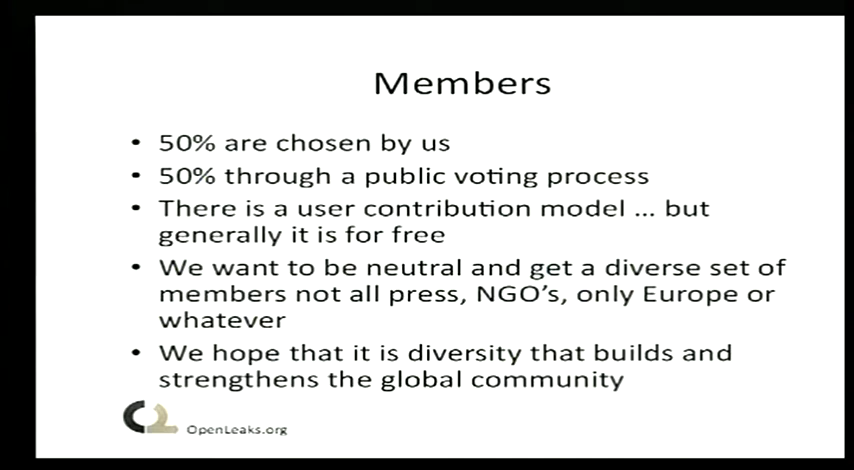 Members
• 50% are chosen by us
• 50% through a public voting process
• There is a user contribution model ... but
generally it is for free
• We want to be neutral and get a diverse set of
members not all press, NGO's, only Europe or
whatever
• We hope that it is diversity that builds and
strengthens the global community
OpenLeaks.org